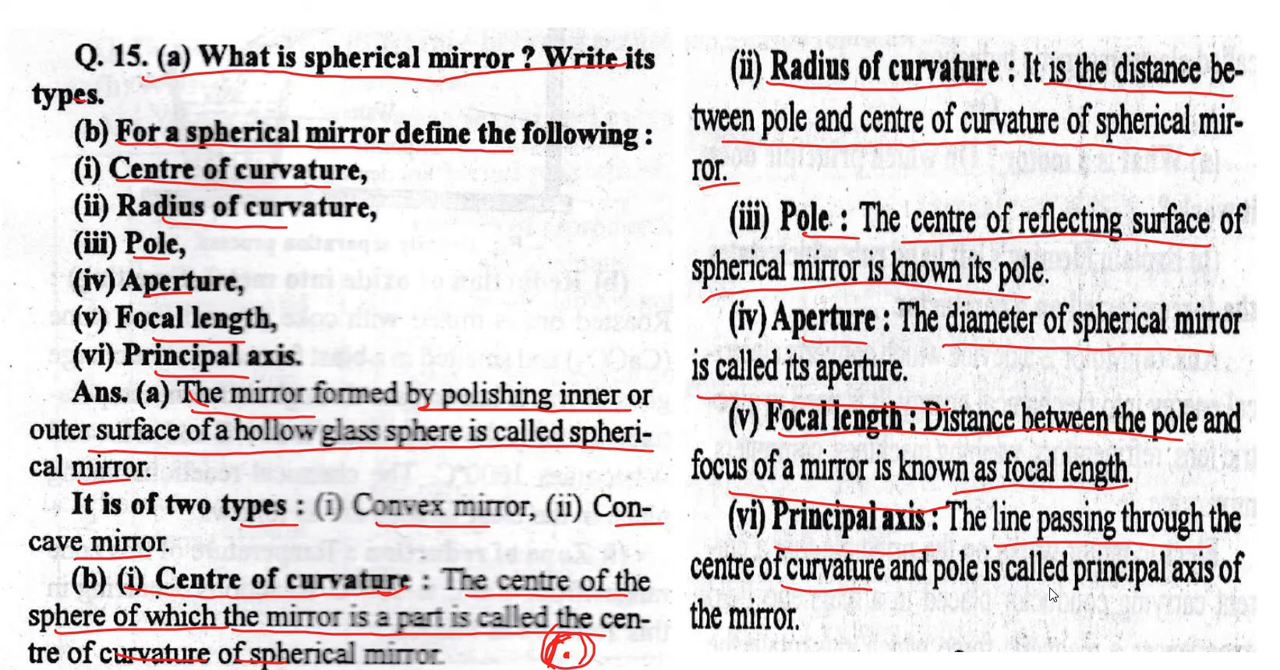 Q. 15. (a) What is spherical mirror ? Write its
types.
(b) For a spherical mirror define the following :
(i) Centre of curvature,
(ii) Radius of curvature,
(iii) Pole,
(iv) Aperture,
(v) Focal length,
(vi) Principal axis.
Ans. (a) The mirror formed by polishing inner or
outer surface of a hollow glass sphere is called spheri-
cal mirror.
It is of two types : (i) Convex mirror, (ii) Con-
cave mirror.
(b) (i) Centre of curvature : The centre of the
sphere of which the mirror is a part is called the cen-
tre of curvature of spherical mirror.
(ii) Radius of curvature : It is the distance be-
tween pole and centre of curvature of spherical mir-
ror.
(iii) Pole : The centre of reflecting surface of
spherical mirror is known its pole.
(iv) Aperture : The diameter of spherical mirror
is called its aperture.
(v) Focal length : Distance between the pole and
focus of a mirror is known as focal length.
(vi) Principal axis : The line passing through the
centre of curvature and pole is called principal axis of
the mirror.